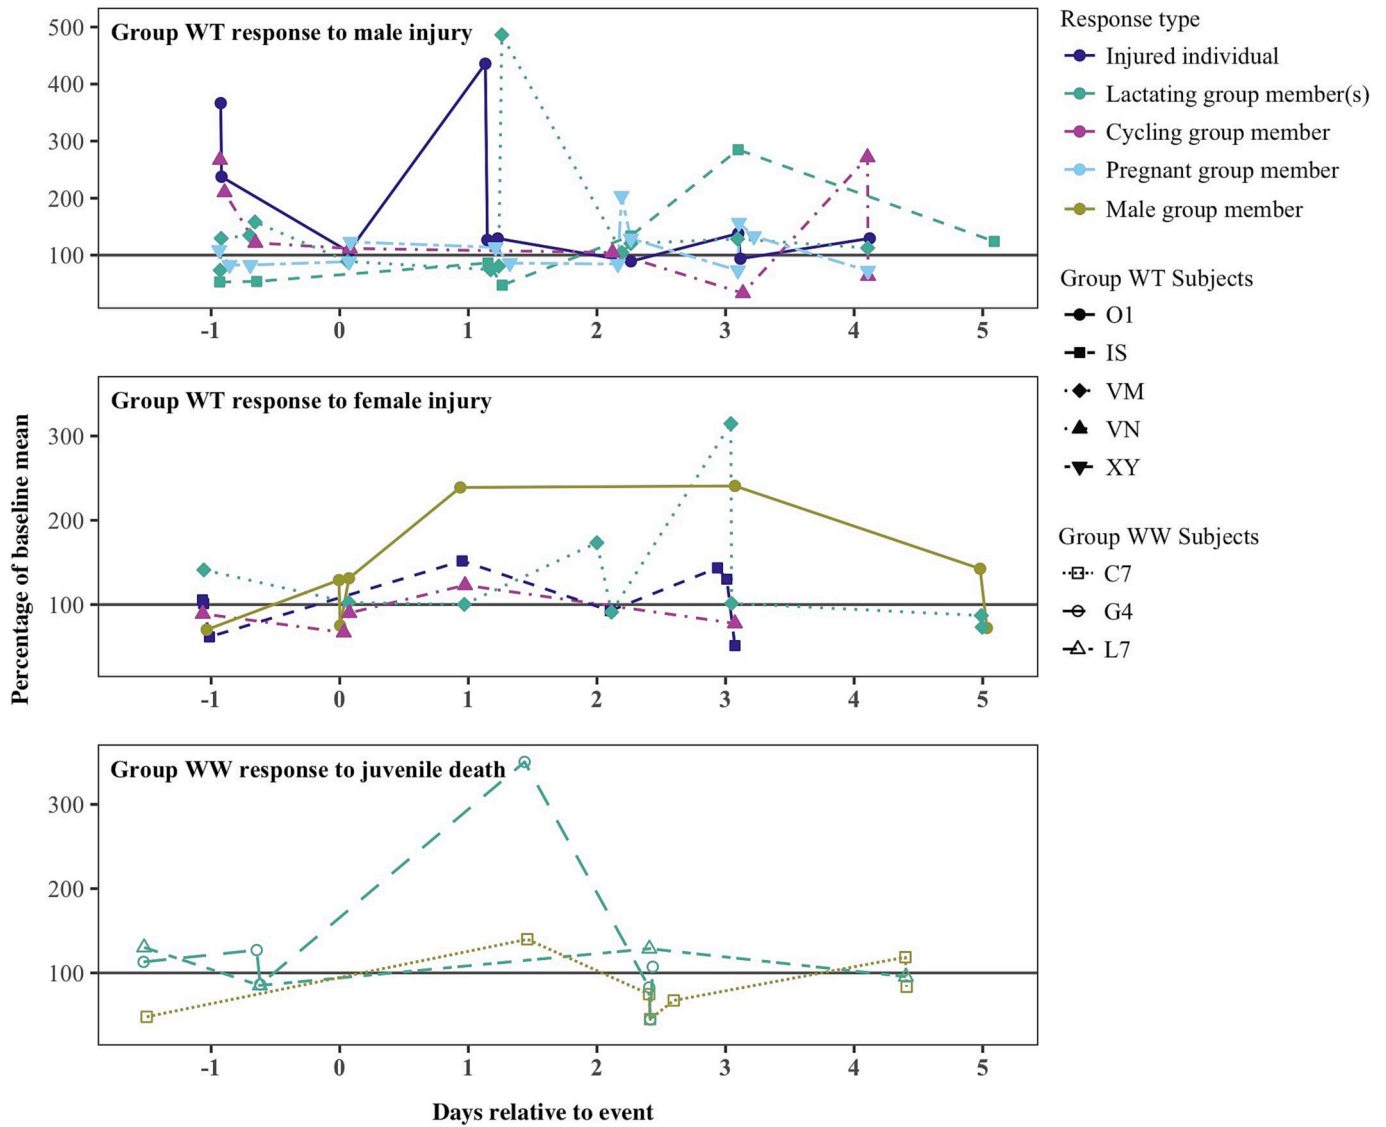 Group WT response to male injury
500
400
300
200
100
-1 0 1 2 3 4 5
Group WT response to female injury
300
200
100
-1 0 1 2 3 4 5
Group WW response to juvenile death
300
200
100
-1 0 1 2 3 4 5
Days relative to event
Percentage of baseline mean
Response type
Injured individual
Lactating group member(s)
Cycling group member
Pregnant group member
Male group member
Group WT Subjects
O1
IS
VM
VN
XY
Group WW Subjects
C7
G4
L7